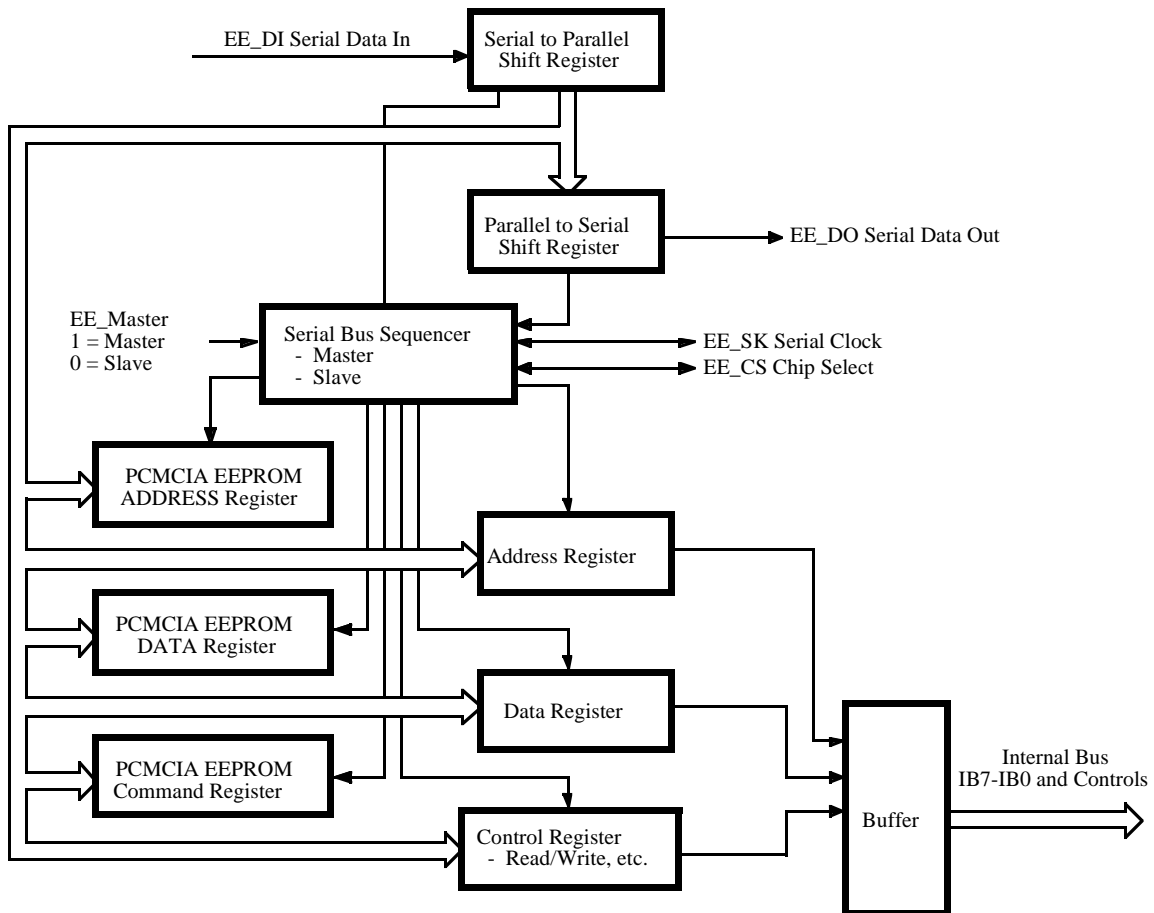 EE_DI Serial Data In
Serial to Parallel
Shift Register
Parallel to Serial
Shift Register
EE_DO Serial Data Out
EE_Master
1 = Master
0 = Slave
Serial Bus Sequencer
- Master
- Slave
EE_SK Serial Clock
EE_CS Chip Select
PCMCIA EEPROM
ADDRESS Register
Address Register
PCMCIA EEPROM
DATA Register
Data Register
PCMCIA EEPROM
Command Register
Control Register
- Read/Write, etc.
Buffer
Internal Bus
IB7-IB0 and Controls